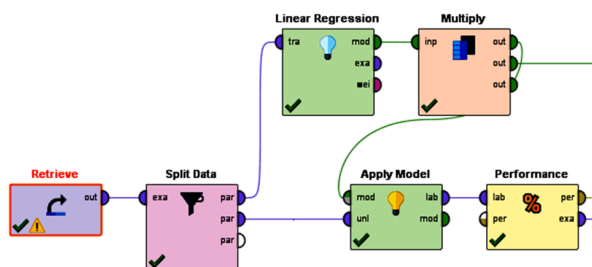 Linear Regression
tra
mod
exa
wei
Multiply
inp
out
out
out
Retrieve
out
Split Data
exa
par
par
par
Apply Model
mod
unl
lab
mod
Performance
lab
per
%
per
exa